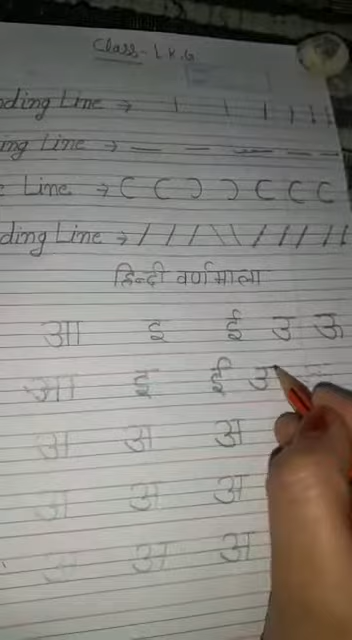 Class - L.K.G
ding Line →
ing Line →
Line →
ding Line →
हिन्दी वर्णमाला
आ इ ई उ ऊ
आ इ ई उ
अ अ अ
अ अ अ
अ अ अ